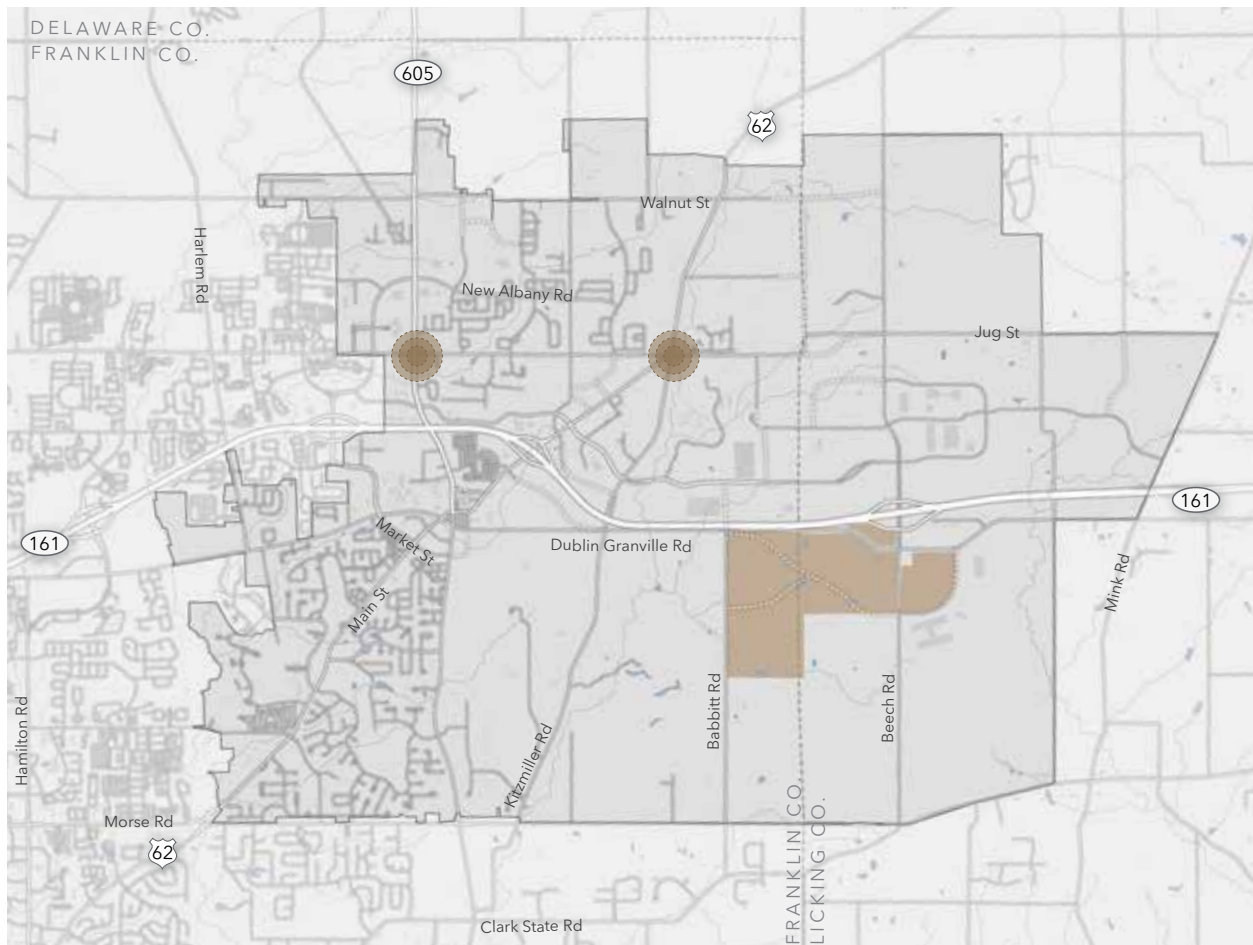 DELAWARE CO.
FRANKLIN CO.
605
62
Walnut St
Harlem Rd
New Albany Rd
Jug St
161
161
Market St
Dublin Granville Rd
Main St
Mink Rd
Hamilton Rd
Babbitt Rd
Beech Rd
Kitzmiller Rd
FRANKLIN CO.
LICKING CO.
Morse Rd
62
Clark State Rd